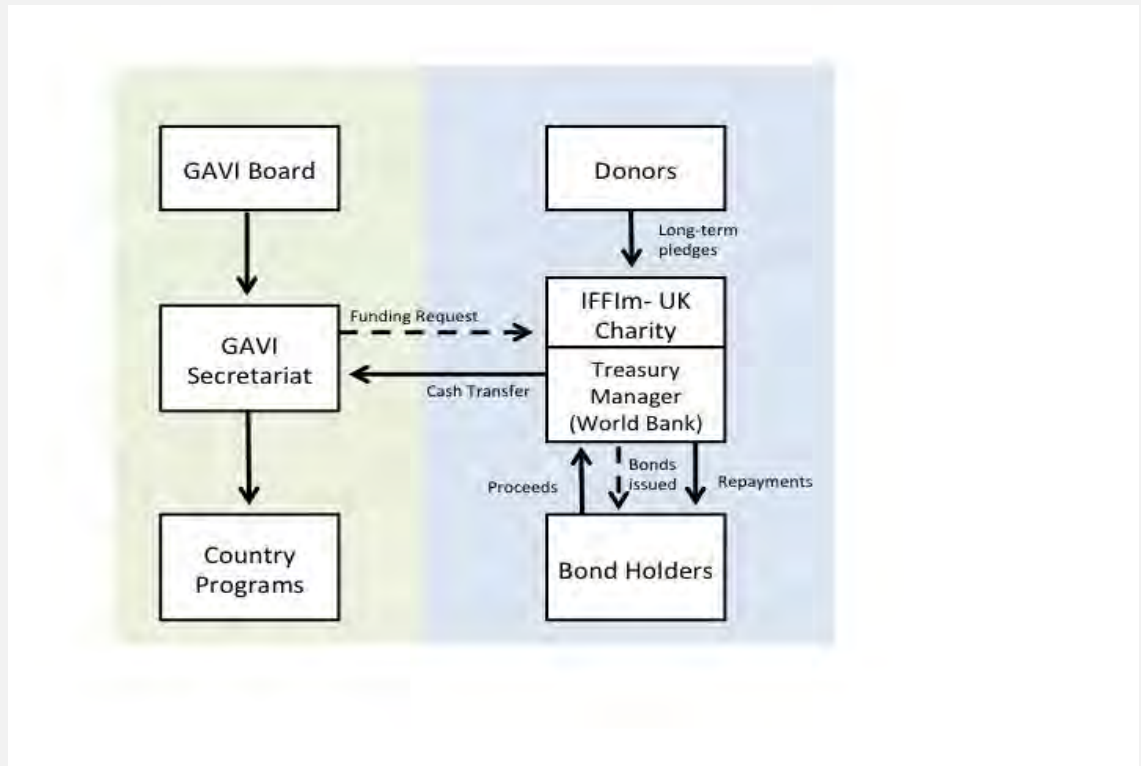 GAVI Board
Donors
Long-term
pledges
IFFIm- UK
Charity
Funding Request
GAVI
Secretariat
Treasury
Manager
(World Bank)
Cash Transfer
Proceeds
Bonds
issued
Repayments
Country
Programs
Bond Holders